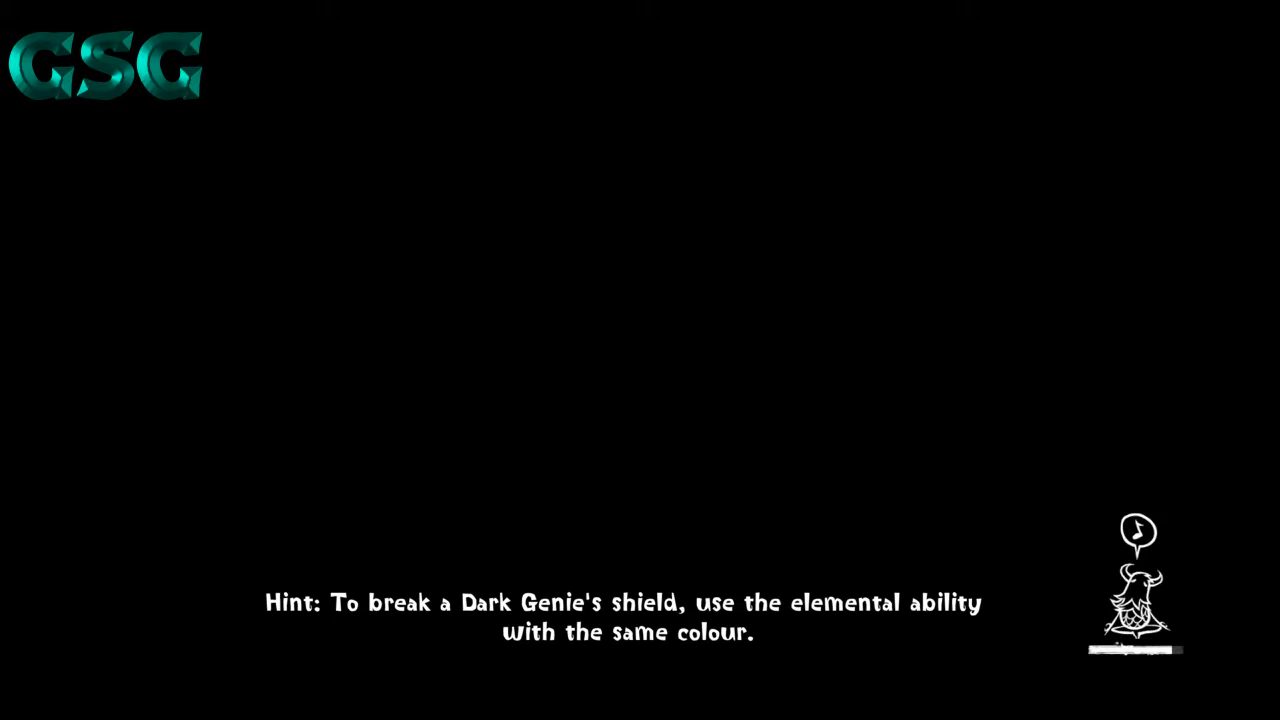 GSG
Hint: To break a Dark Genie's shield, use the elemental ability
with the same colour.